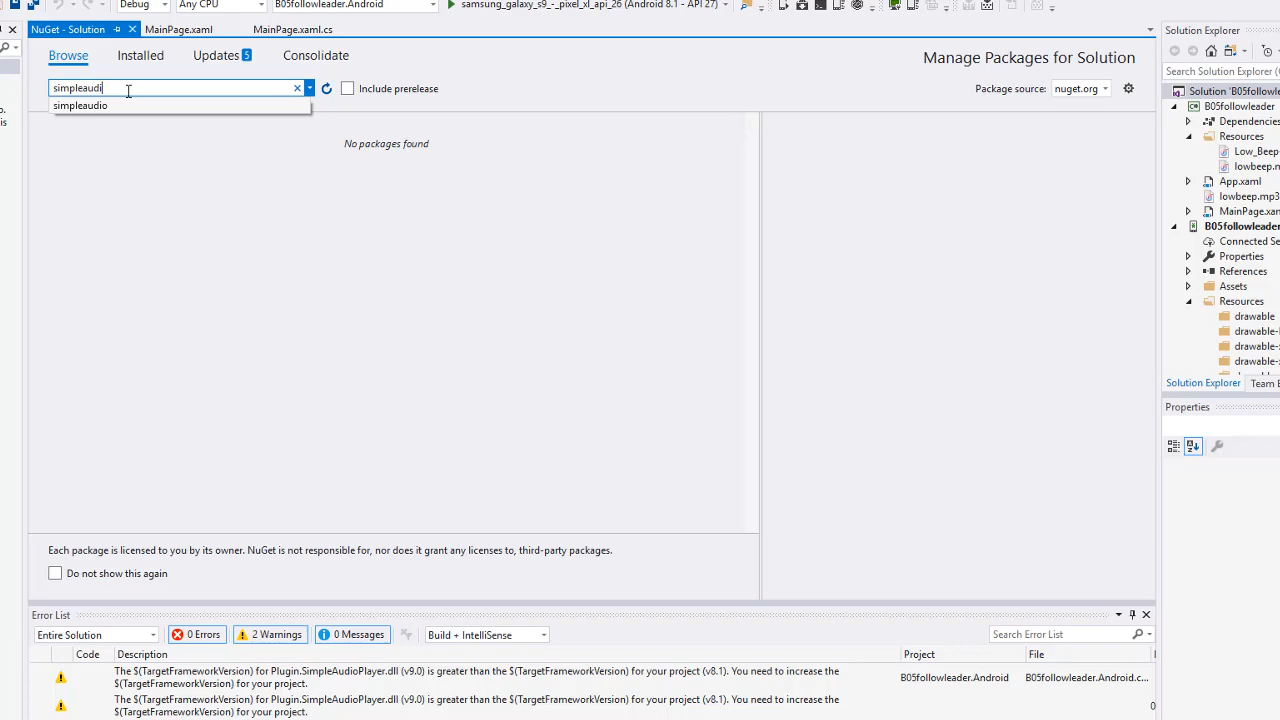 Debug
Any CPU
B05followleader.Android
samsung_galaxy_s9_-_pixel_xl_api_26 (Android 8.1 - API 27)
NuGet - Solution
MainPage.xaml
MainPage.xaml.cs
Browse
Installed
Updates 5
Consolidate
Manage Packages for Solution
simpleaudi
Include prerelease
Package source: nuget.org
simpleaudio
No packages found
Each package is licensed to you by its owner. NuGet is not responsible for, nor does it grant any licenses to, third-party packages.
Do not show this again
Solution Explorer
Search Solution Explorer
Solution 'B05followleader
B05followleader
Dependencies
Resources
Low_Beep-
lowbeep.m
App.xaml
lowbeep.mp3
MainPage.xam
B05followleader
Connected Se
Properties
References
Assets
Resources
drawable
drawable-
drawable-x
drawable-x
Solution Explorer
Team E
Properties
Error List
Entire Solution
0 Errors
2 Warnings
0 Messages
Build + IntelliSense
Search Error List
Code
Description
Project
File
The $(TargetFrameworkVersion) for Plugin.SimpleAudioPlayer.dll (v9.0) is greater than the $(TargetFrameworkVersion) for your project (v8.1). You need to increase the
$(TargetFrameworkVersion) for your project.
B05followleader.Android
B05followleader.Android.c...
The $(TargetFrameworkVersion) for Plugin.SimpleAudioPlayer.dll (v9.0) is greater than the $(TargetFrameworkVersion) for your project (v8.1). You need to increase the
$(TargetFrameworkVersion) for your project.